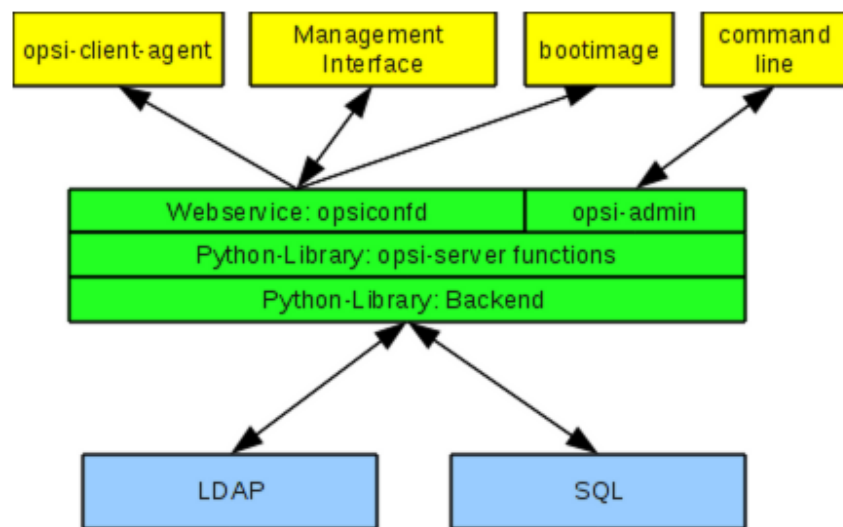 opsi-client-agent
Management
Interface
bootimage
command
line
Webservice: opsiconfd
opsi-admin
Python-Library: opsi-server functions
Python-Library: Backend
LDAP
SQL